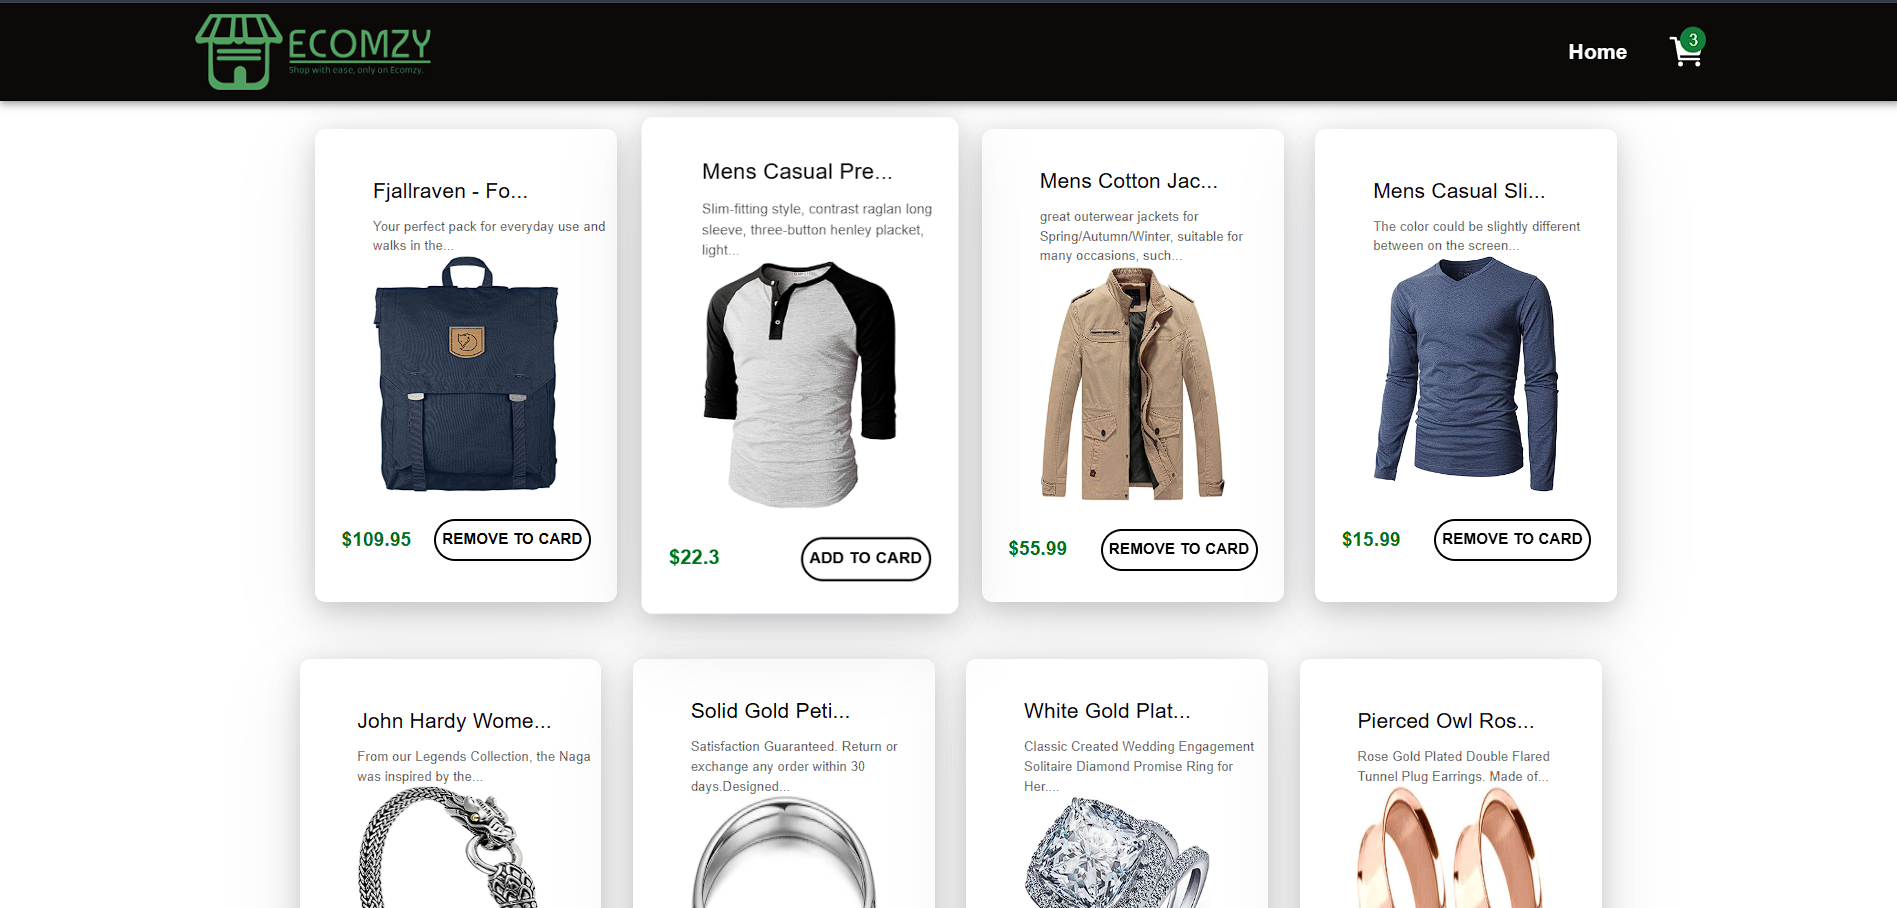 ECOMZY
Shop with ease, only on Ecomzy.
Home
3
Fjallraven - Fo...
Your perfect pack for everyday use and
walks in the...
$109.95
REMOVE TO CARD
Mens Casual Pre...
Slim-fitting style, contrast raglan long
sleeve, three-button henley placket,
light...
$22.3
ADD TO CARD
Mens Cotton Jac...
great outerwear jackets for
Spring/Autumn/Winter, suitable for
many occasions, such...
$55.99
REMOVE TO CARD
Mens Casual Sli...
The color could be slightly different
between on the screen...
$15.99
REMOVE TO CARD
John Hardy Wome...
From our Legends Collection, the Naga
was inspired by the...
Solid Gold Peti...
Satisfaction Guaranteed. Return or
exchange any order within 30
days.Designed...
White Gold Plat...
Classic Created Wedding Engagement
Solitaire Diamond Promise Ring for
Her....
Pierced Owl Ros...
Rose Gold Plated Double Flared
Tunnel Plug Earrings. Made of...